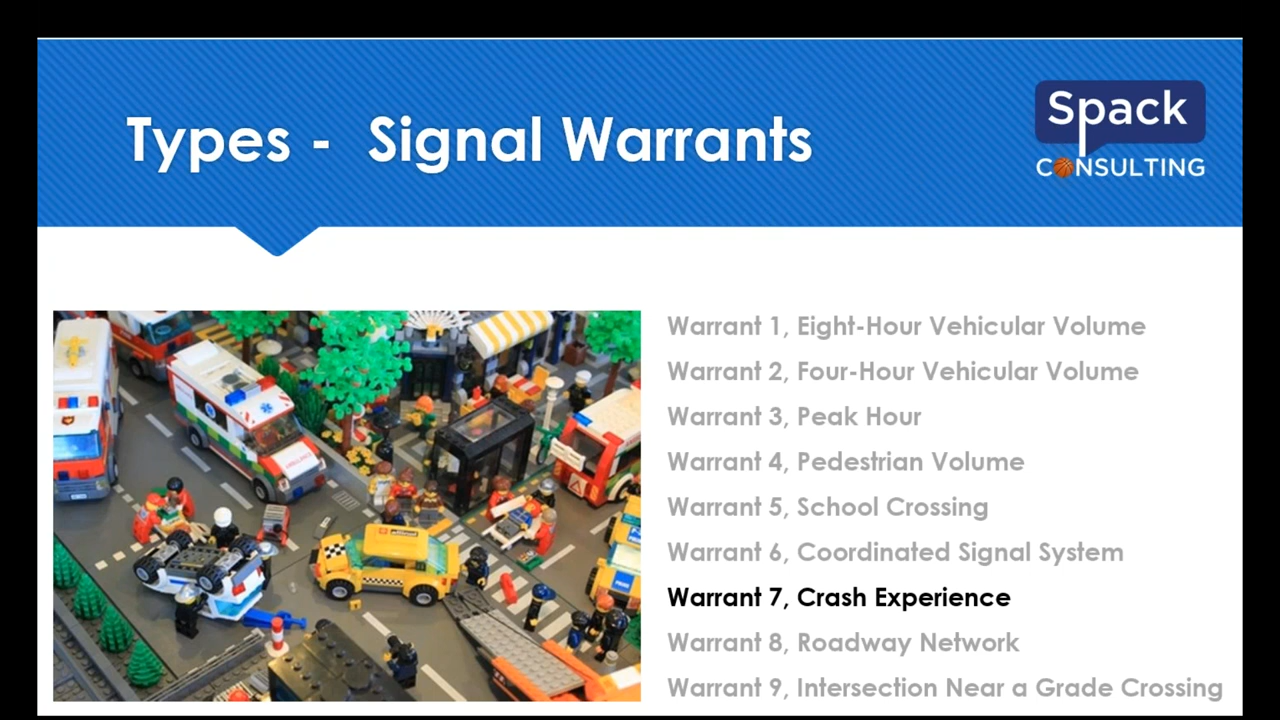 Types - Signal Warrants
Spack
CONSULTING
Warrant 1, Eight-Hour Vehicular Volume
Warrant 2, Four-Hour Vehicular Volume
Warrant 3, Peak Hour
Warrant 4, Pedestrian Volume
Warrant 5, School Crossing
Warrant 6, Coordinated Signal System
Warrant 7, Crash Experience
Warrant 8, Roadway Network
Warrant 9, Intersection Near a Grade Crossing